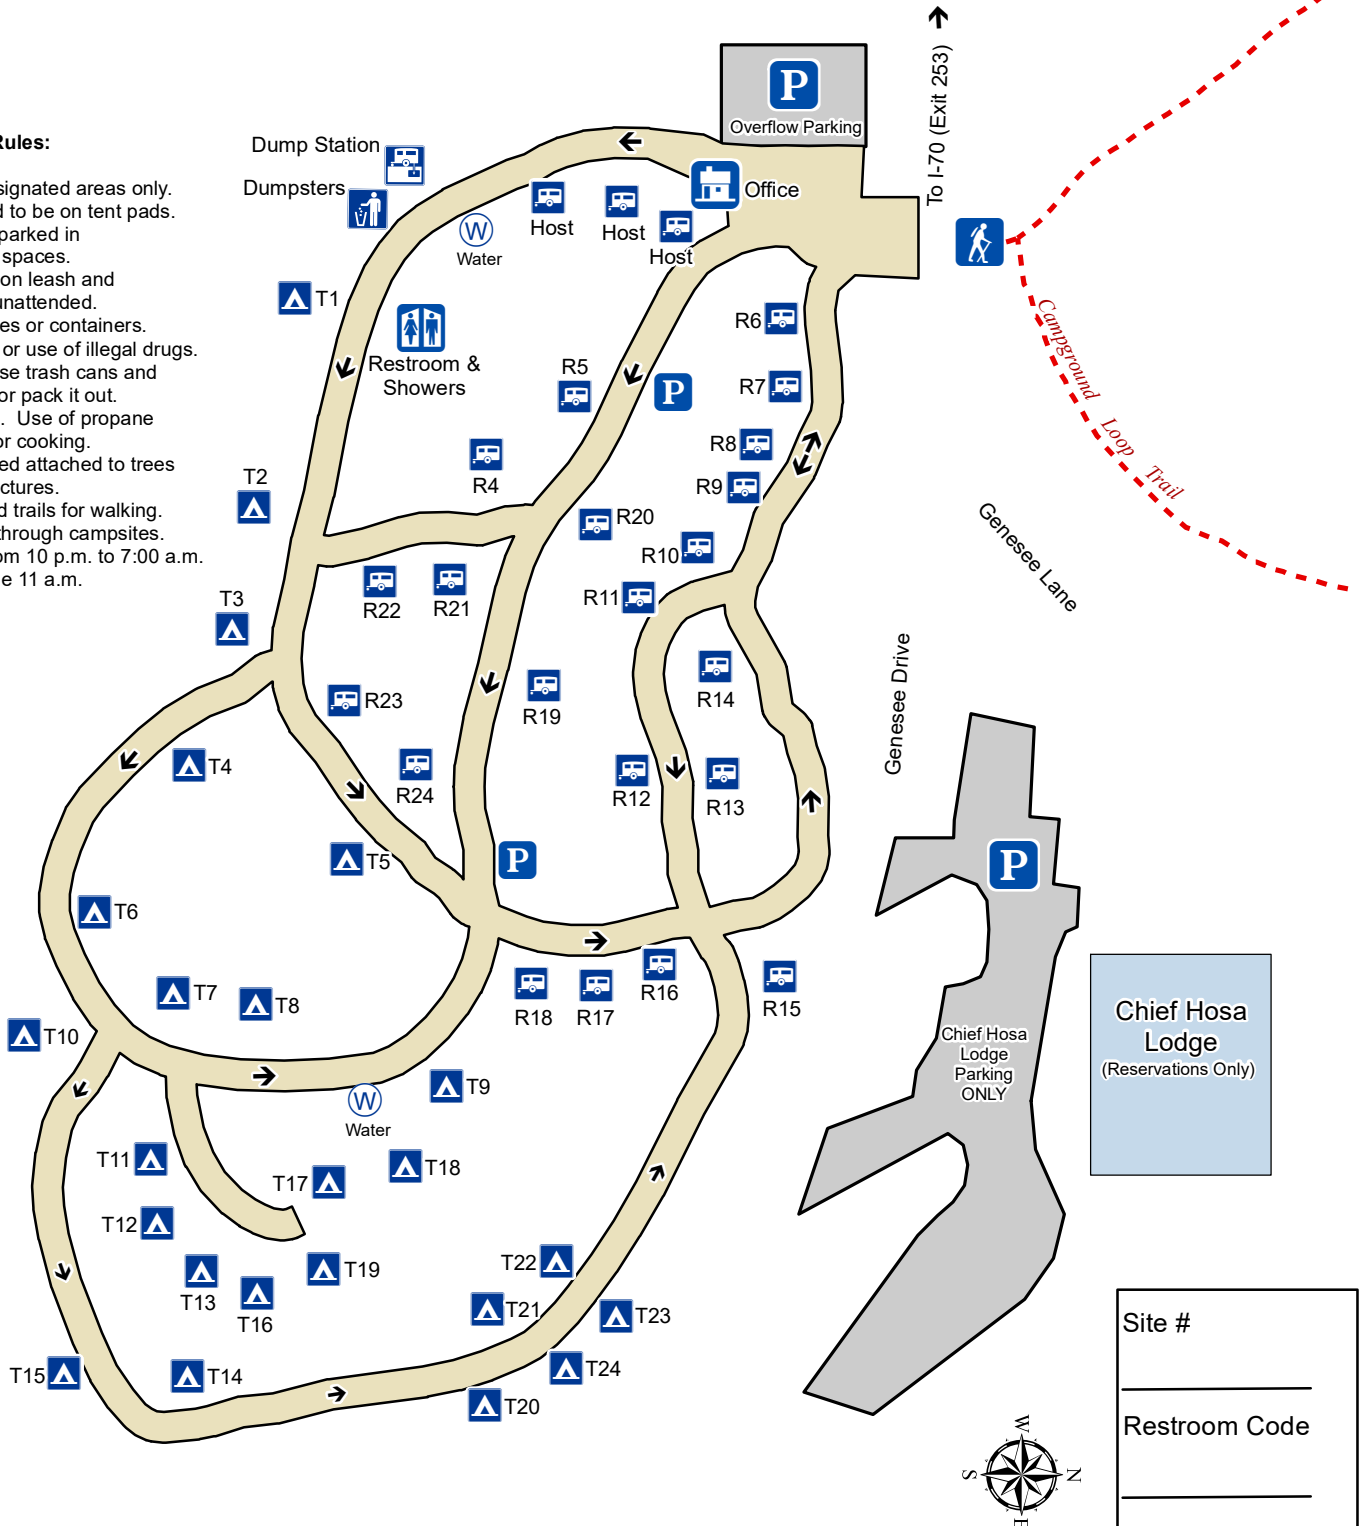 Rules:
signated areas only.
d to be on tent pads.
parked in
spaces.
on leash and
unattended.
es or containers.
or use of illegal drugs.
se trash cans and
or pack it out.
. Use of propane
or cooking.
ed attached to trees
ctures.
d trails for walking.
through campsites.
om 10 p.m. to 7:00 a.m.
e 11 a.m.
Dump Station
Dumpsters
P
Overflow Parking
To I-70 (Exit 253)
Office
Host
Host
Host
W
Water
T1
Restroom &
Showers
R6
R5
P
R7
R4
R8
R9
T2
R20
R10
R22
R21
R11
T3
R23
R19
R14
T4
R24
R12
R13
T5
P
T6
T7
T8
R18
R17
R16
R15
T10
T9
W
Water
T11
T17
T18
T12
T13
T16
T19
T22
T21
T23
T15
T14
T24
T20
Campground Loop Trail
Genesee Lane
Genesee Drive
P
Chief Hosa
Lodge
Parking
ONLY
Chief Hosa
Lodge
(Reservations Only)
Site #
Restroom Code
W
S
N
E